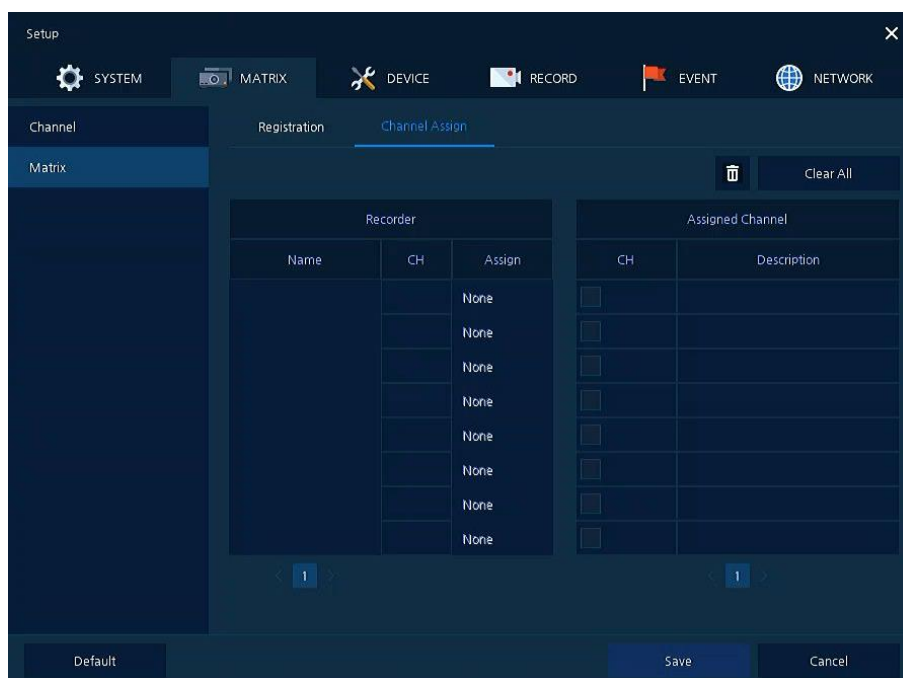 Setup
SYSTEM MATRIX DEVICE RECORD EVENT NETWORK
Channel
Matrix
Registration Channel Assign
Clear All
Recorder Assigned Channel
Name CH Assign CH Description
None
None
None
None
None
None
None
None
1 1
Default Save Cancel